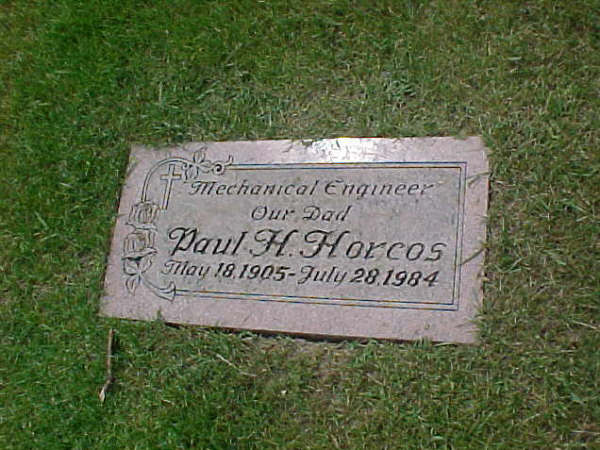 "Mechanical Engineer"
Our Dad
Paul H. Horcos
May 18, 1905 - July 28, 1984